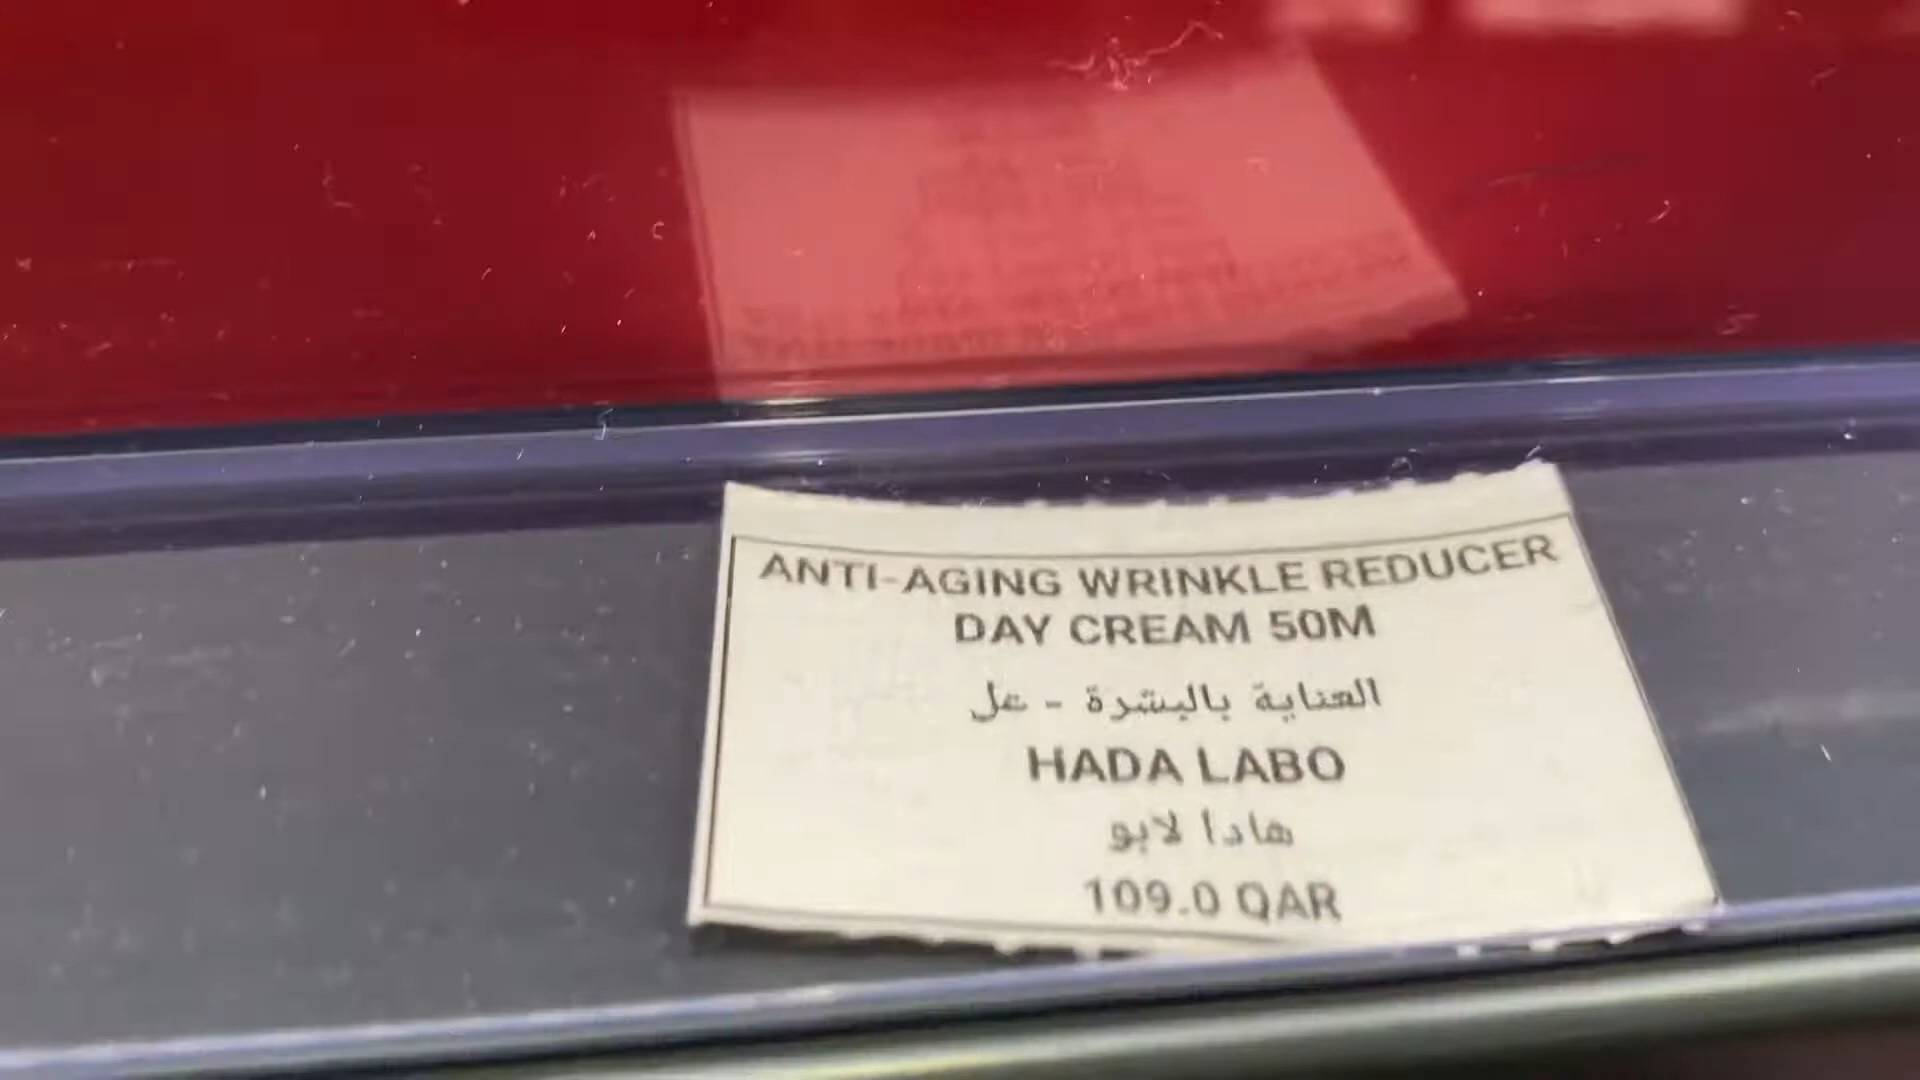 ANTI-AGING WRINKLE REDUCER
DAY CREAM 50M
العناية بالبشرة - عل
HADA LABO
هادا لابو
109.0 QAR